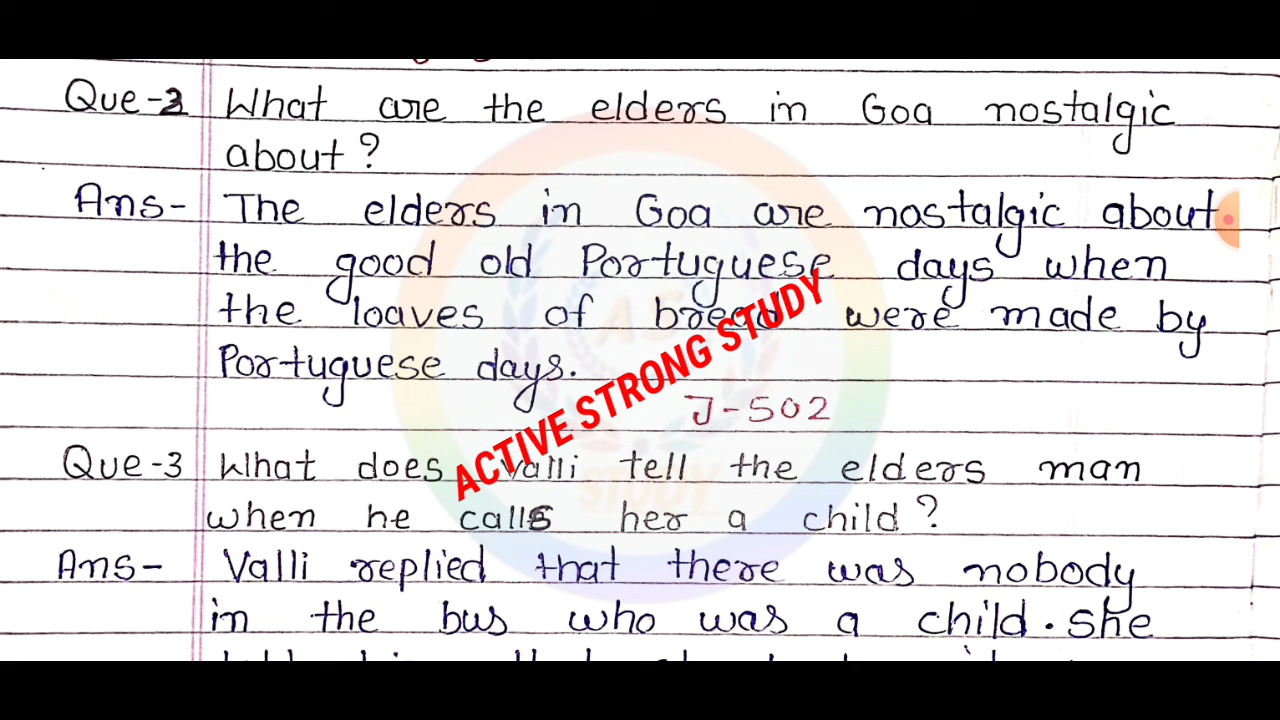 Que-2 What are the elders in Goa nostalgic
about?
Ans- The elders in Goa are nostalgic about
the good old Portuguese days when
the loaves of bread were made by
Portuguese days.
J-502
ACTIVE STRONG STUDY
Que-3 What does Valli tell the elders man
when he calls her a child?
Ans- Valli replied that there was nobody
in the bus who was a child. she